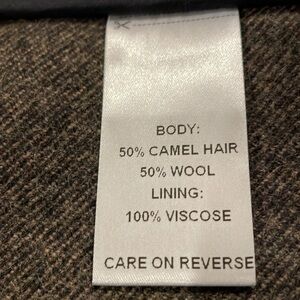 BODY:
50% CAMEL HAIR
50% WOOL
LINING:
100% VISCOSE
CARE ON REVERSE